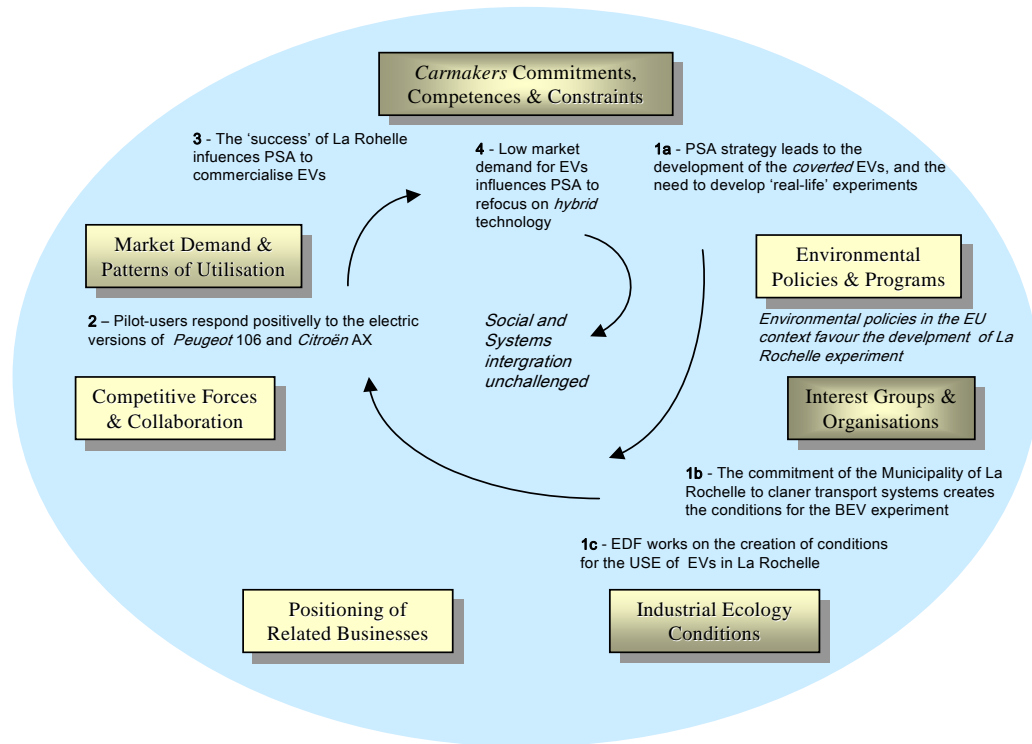 Carmakers Commitments,
Competences & Constraints
3 - The ‘success’ of La Rohelle
infuences PSA to
commercialise EVs
4 - Low market
demand for EVs
influences PSA to
refocus on hybrid
technology
1a - PSA strategy leads to the
development of the coverted EVs, and the
need to develop ‘real-life’ experiments
Market Demand &
Patterns of Utilisation
Environmental
Policies & Programs
2 – Pilot-users respond positivelly to the electric
versions of Peugeot 106 and Citroën AX
Social and
Systems
intergration
unchallenged
Environmental policies in the EU
context favour the develpment of La
Rochelle experiment
Competitive Forces
& Collaboration
Interest Groups &
Organisations
1b - The commitment of the Municipality of La
Rochelle to claner transport systems creates
the conditions for the BEV experiment
1c - EDF works on the creation of conditions
for the USE of EVs in La Rochelle
Positioning of
Related Businesses
Industrial Ecology
Conditions